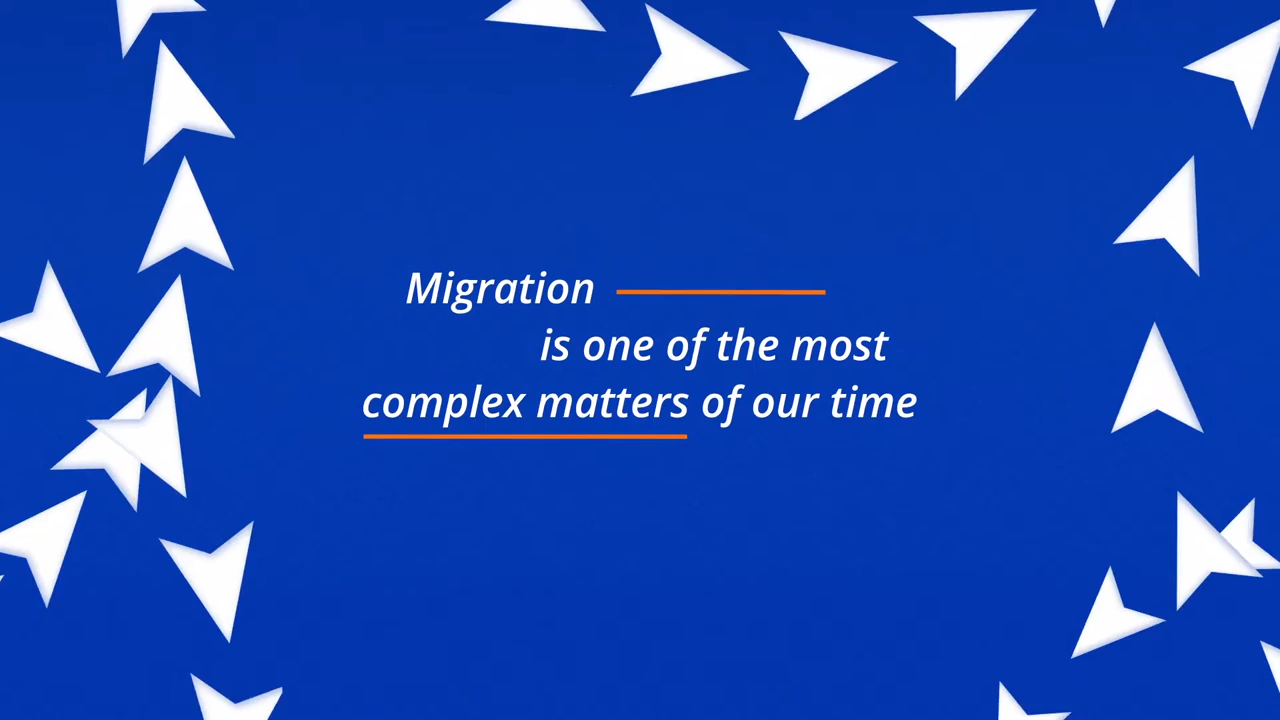 Migration
is one of the most
complex matters of our time